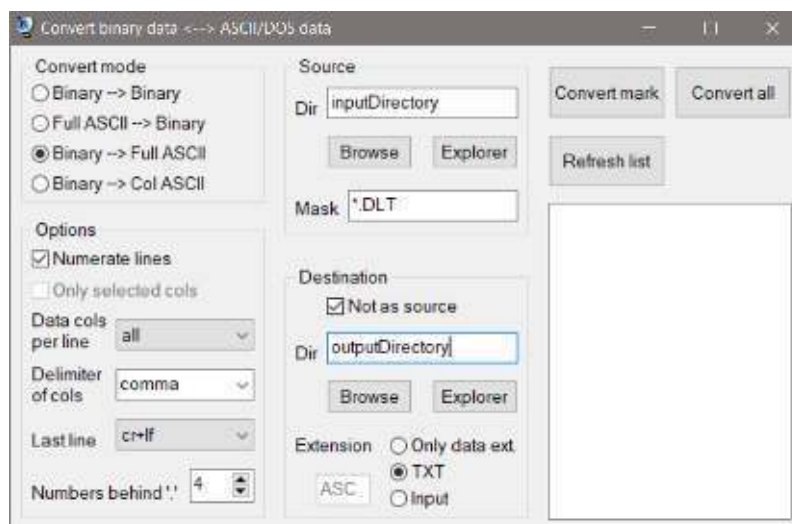 Convert binary data <--> ASCII/DOS data
Convert mode
Binary --> Binary
Full ASCII --> Binary
Binary --> Full ASCII
Binary --> Col ASCII
Options
Numerate lines
Only selected cols
Data cols
per line
all
Delimiter
of cols
comma
Last line
cr+lf
Numbers behind '.'
4
Source
Dir
inputDirectory
Browse
Explorer
Mask
*.DLT
Destination
Not as source
Dir
outputDirectory
Browse
Explorer
Extension
Only data ext.
TXT
Input
ASC
Convert mark
Convert all
Refresh list